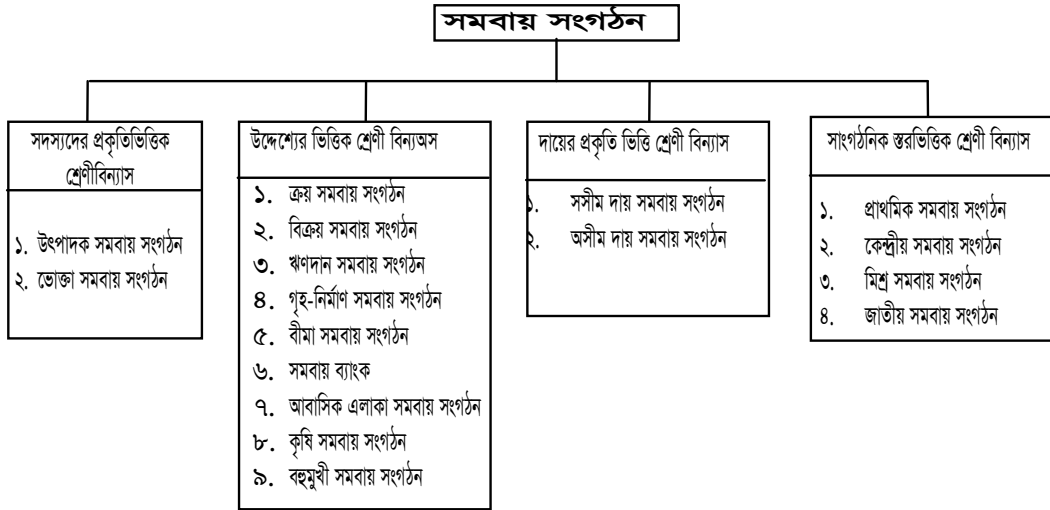 সমবায় সংগঠন
সদস্যদের প্রকৃতিভিত্তিক
শ্রেণীবিন্যাস
১. উৎপাদক সমবায় সংগঠন
২. ভোক্তা সমবায় সংগঠন
উদ্দেশ্যের ভিত্তিক শ্রেণী বিন্যঅস
১. ক্রয় সমবায় সংগঠন
২. বিক্রয় সমবায় সংগঠন
৩. ঋণদান সমবায় সংগঠন
৪. গৃহ-নির্মাণ সমবায় সংগঠন
৫. বীমা সমবায় সংগঠন
৬. সমবায় ব্যাংক
৭. আবাসিক এলাকা সমবায় সংগঠন
৮. কৃষি সমবায় সংগঠন
৯. বহুমুখী সমবায় সংগঠন
দায়ের প্রকৃতি ভিত্তি শ্রেণী বিন্যাস
১. সসীম দায় সমবায় সংগঠন
২. অসীম দায় সমবায় সংগঠন
সাংগঠনিক স্তরভিত্তিক শ্রেণী বিন্যাস
১. প্রাথমিক সমবায় সংগঠন
২. কেন্দ্রীয় সমবায় সংগঠন
৩. মিশ্র সমবায় সংগঠন
৪. জাতীয় সমবায় সংগঠন